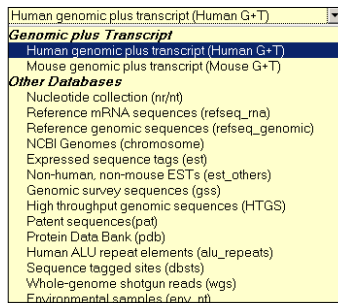 Human genomic plus transcript (Human G+T)
Genomic plus Transcript
Human genomic plus transcript (Human G+T)
Mouse genomic plus transcript (Mouse G+T)
Other Databases
Nucleotide collection (nr/nt)
Reference mRNA sequences (refseq_rna)
Reference genomic sequences (refseq_genomic)
NCBI Genomes (chromosome)
Expressed sequence tags (est)
Non-human, non-mouse ESTs (est_others)
Genomic survey sequences (gss)
High throughput genomic sequences (HTGS)
Patent sequences(pat)
Protein Data Bank (pdb)
Human ALU repeat elements (alu_repeats)
Sequence tagged sites (dbsts)
Whole-genome shotgun reads (wgs)
Environmental samples (env_nt)